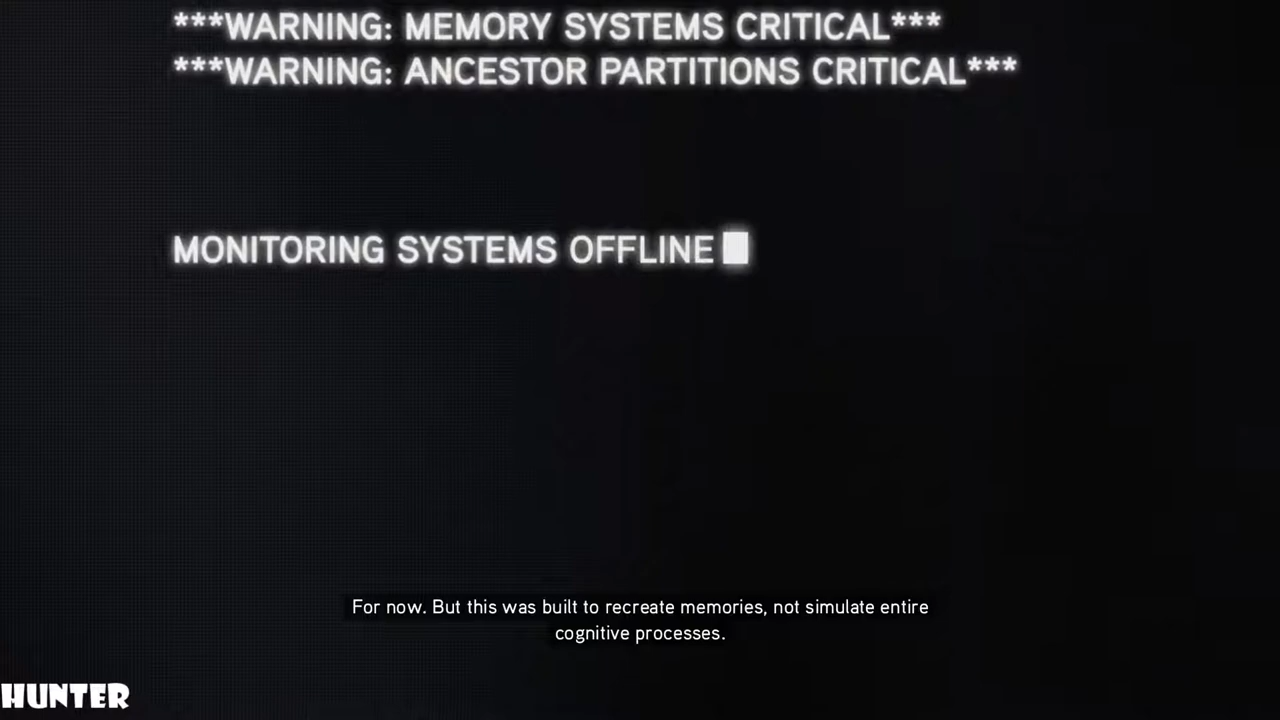 ***WARNING: MEMORY SYSTEMS CRITICAL***
***WARNING: ANCESTOR PARTITIONS CRITICAL***
MONITORING SYSTEMS OFFLINE
For now. But this was built to recreate memories, not simulate entire
cognitive processes.
HUNTER